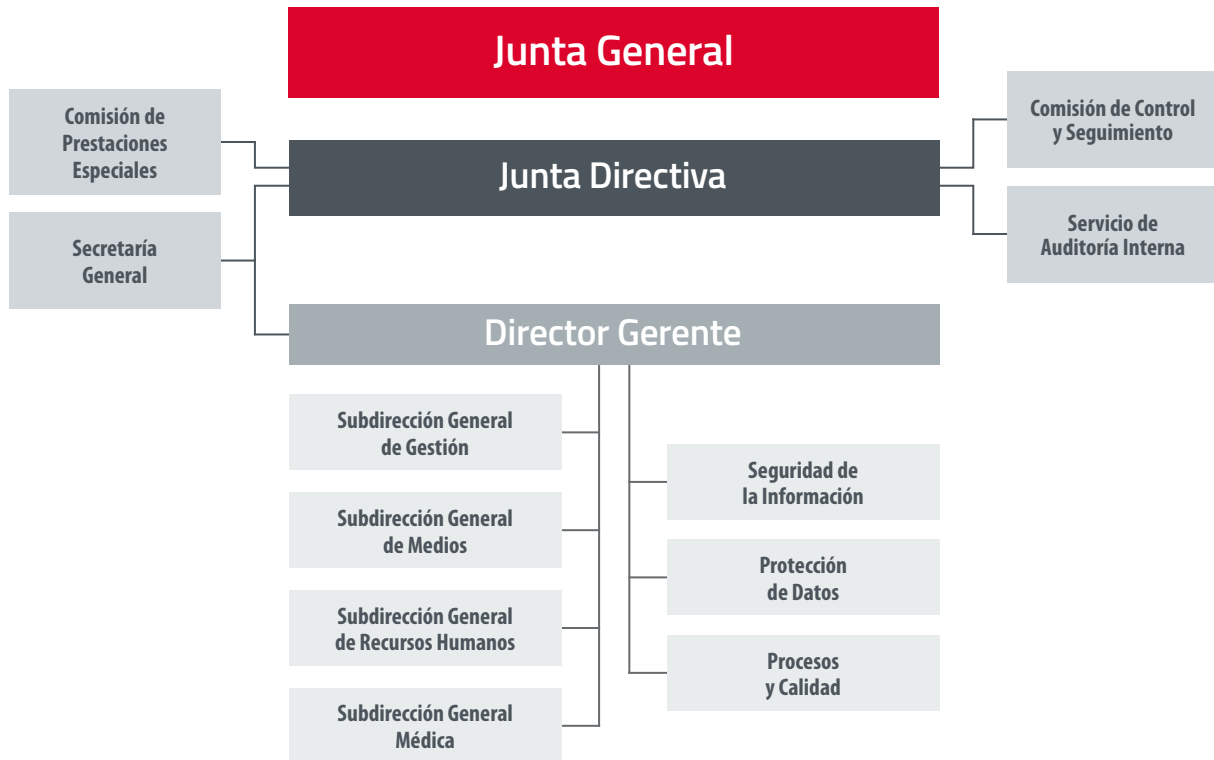 Junta General
Comisión de
Prestaciones
Especiales
Comisión de Control
y Seguimiento
Junta Directiva
Secretaría
General
Servicio de
Auditoría Interna
Director Gerente
Subdirección General
de Gestión
Subdirección General
de Medios
Subdirección General
de Recursos Humanos
Subdirección General
Médica
Seguridad de
la Información
Protección
de Datos
Procesos
y Calidad